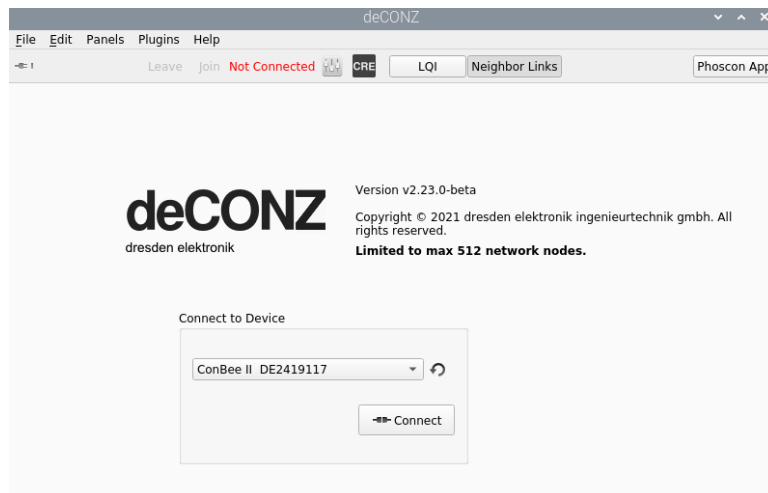 deCONZ
File Edit Panels Plugins Help
Leave Join Not Connected CRE LQI Neighbor Links Phoscon App
deCONZ
dresden elektronik
Version v2.23.0-beta
Copyright © 2021 dresden elektronik ingenieurtechnik gmbh. All
rights reserved.
Limited to max 512 network nodes.
Connect to Device
ConBee II DE2419117
Connect